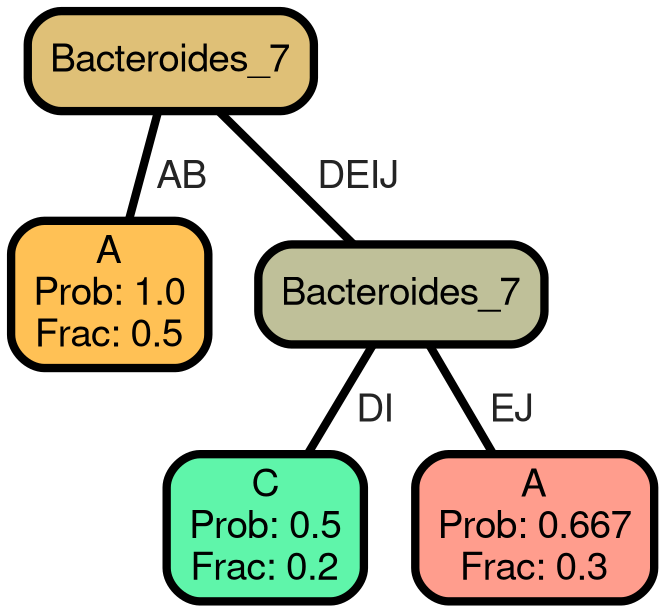 Bacteroides_7
AB
DEIJ
A
Prob: 1.0
Frac: 0.5
Bacteroides_7
DI
EJ
C
Prob: 0.5
Frac: 0.2
A
Prob: 0.667
Frac: 0.3